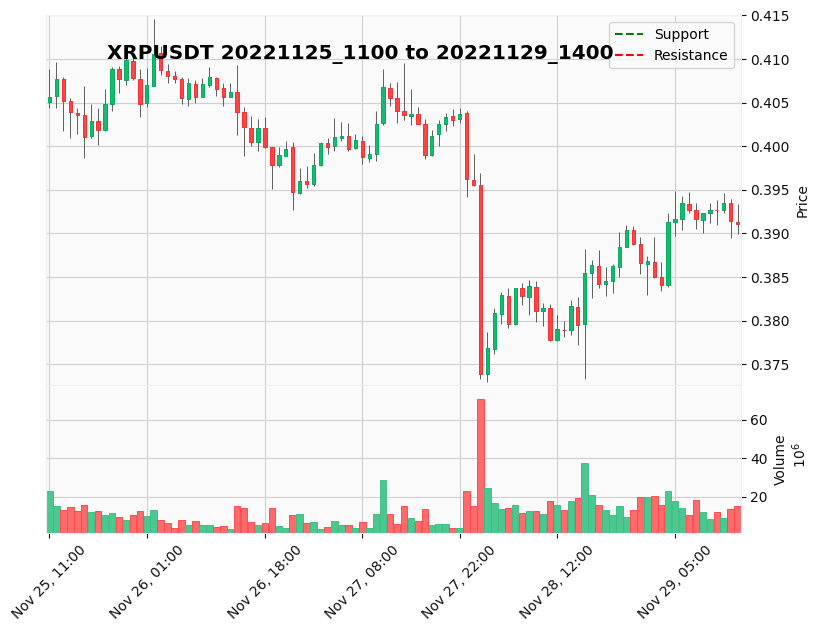 XRPUSDT 20221125_1100 to 20221129_1400
Support
Resistance
0.415
0.410
0.405
0.400
0.395
0.390
0.385
0.380
0.375
Price
60
40
20
Volume
10^6
Nov 25, 11:00
Nov 26, 01:00
Nov 26, 18:00
Nov 27, 08:00
Nov 27, 22:00
Nov 28, 12:00
Nov 29, 05:00